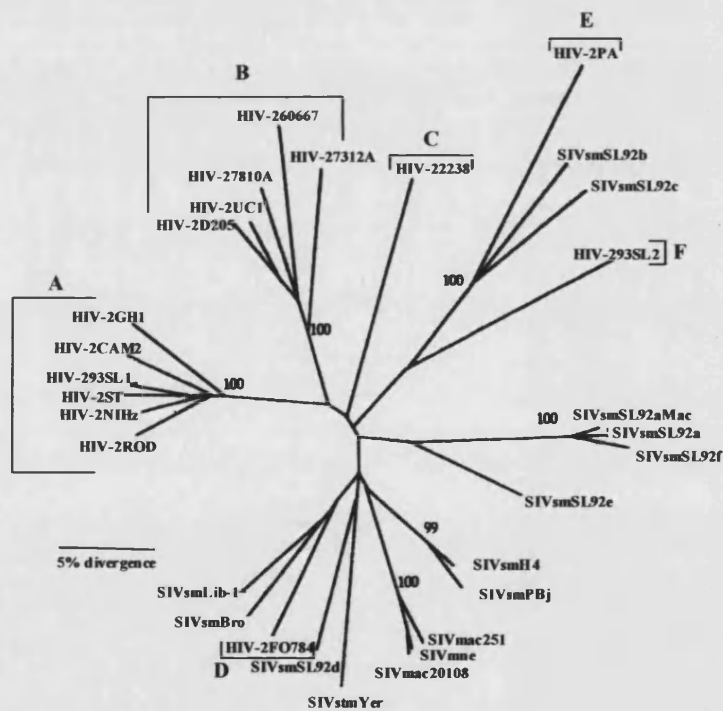 E
HIV-2PA
B
HIV-260667
C
HIV-27312A
HIV-22238
SIVsmSL92b
HIV-27810A
SIVsmSL92c
HIV-2UC1
HIV-2D205
HIV-293SL2
F
A
100
HIV-2GH1
100
HIV-2CAM2
HIV-293SL1
100
HIV-2ST
HIV-2NIHz
100
SIVsmSL92aMac
SIVsmSL92a
HIV-2ROD
SIVsmSL92f
SIVsmSL92e
99
5% divergence
SIVsmH4
100
SIVsmLib-1
SIVsmPBj
SIVsmBro
SIVmac251
HIV-2FO784
SIVmne
D
SIVsmSL92d
SIVmac20108
SIVstmYer